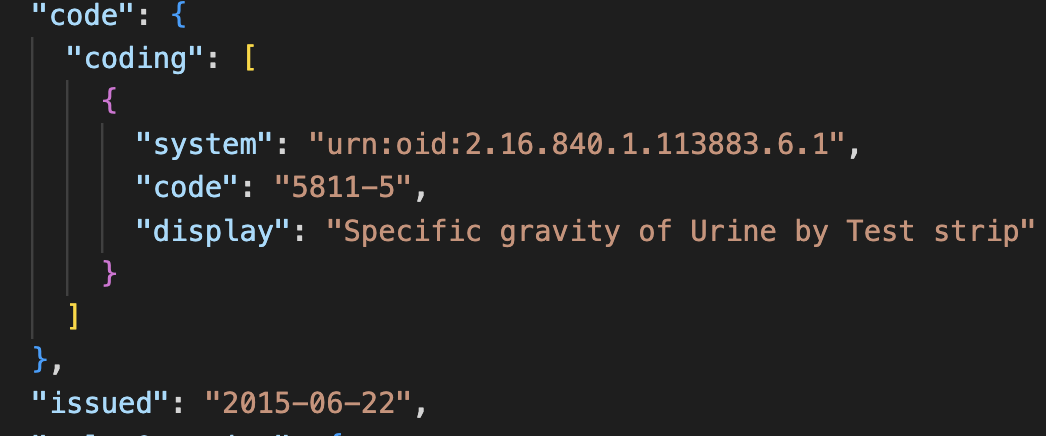 "code": {
"coding": [
{
"system": "urn:oid:2.16.840.1.113883.6.1",
"code": "5811-5",
"display": "Specific gravity of Urine by Test strip"
}
]
},
"issued": "2015-06-22",